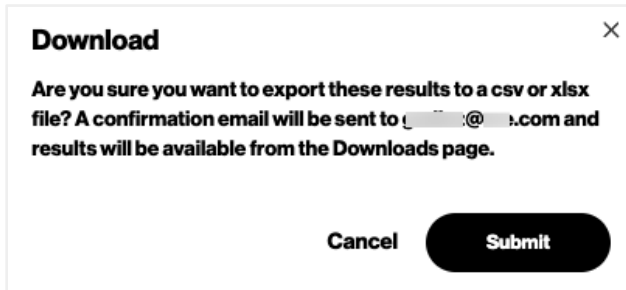 Download
Are you sure you want to export these results to a csv or xlsx
file? A confirmation email will be sent to @ .com and
results will be available from the Downloads page.
Cancel
Submit